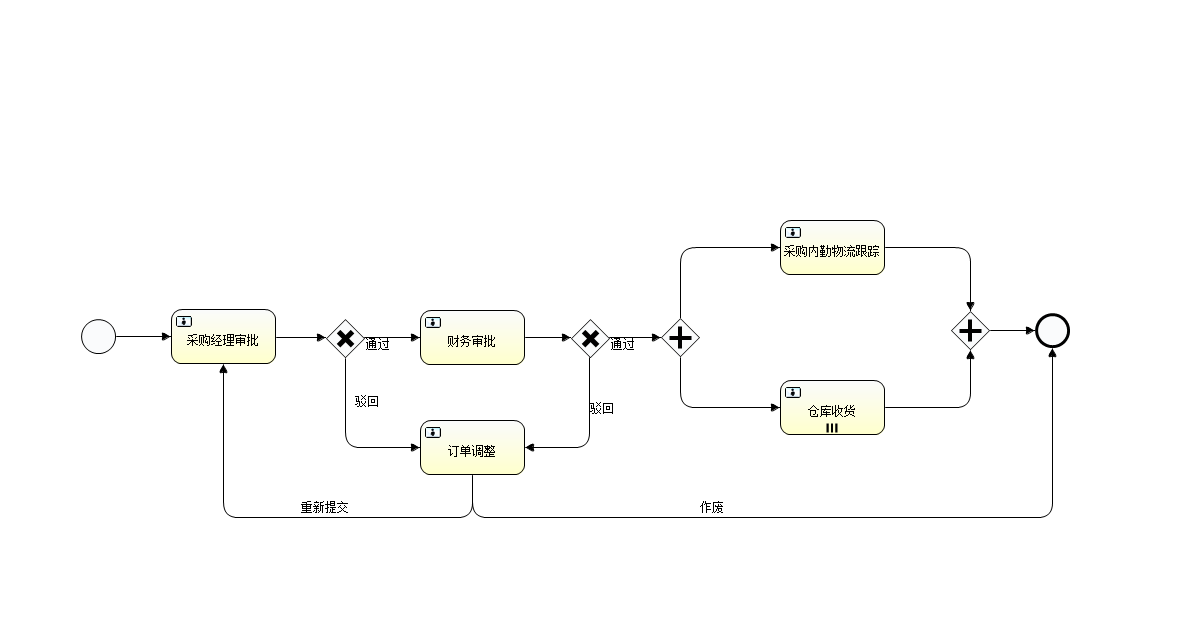 采购内勤物流跟踪
采购经理审批
通过
财务审批
通过
驳回
驳回
仓库收货
订单调整
重新提交
作废